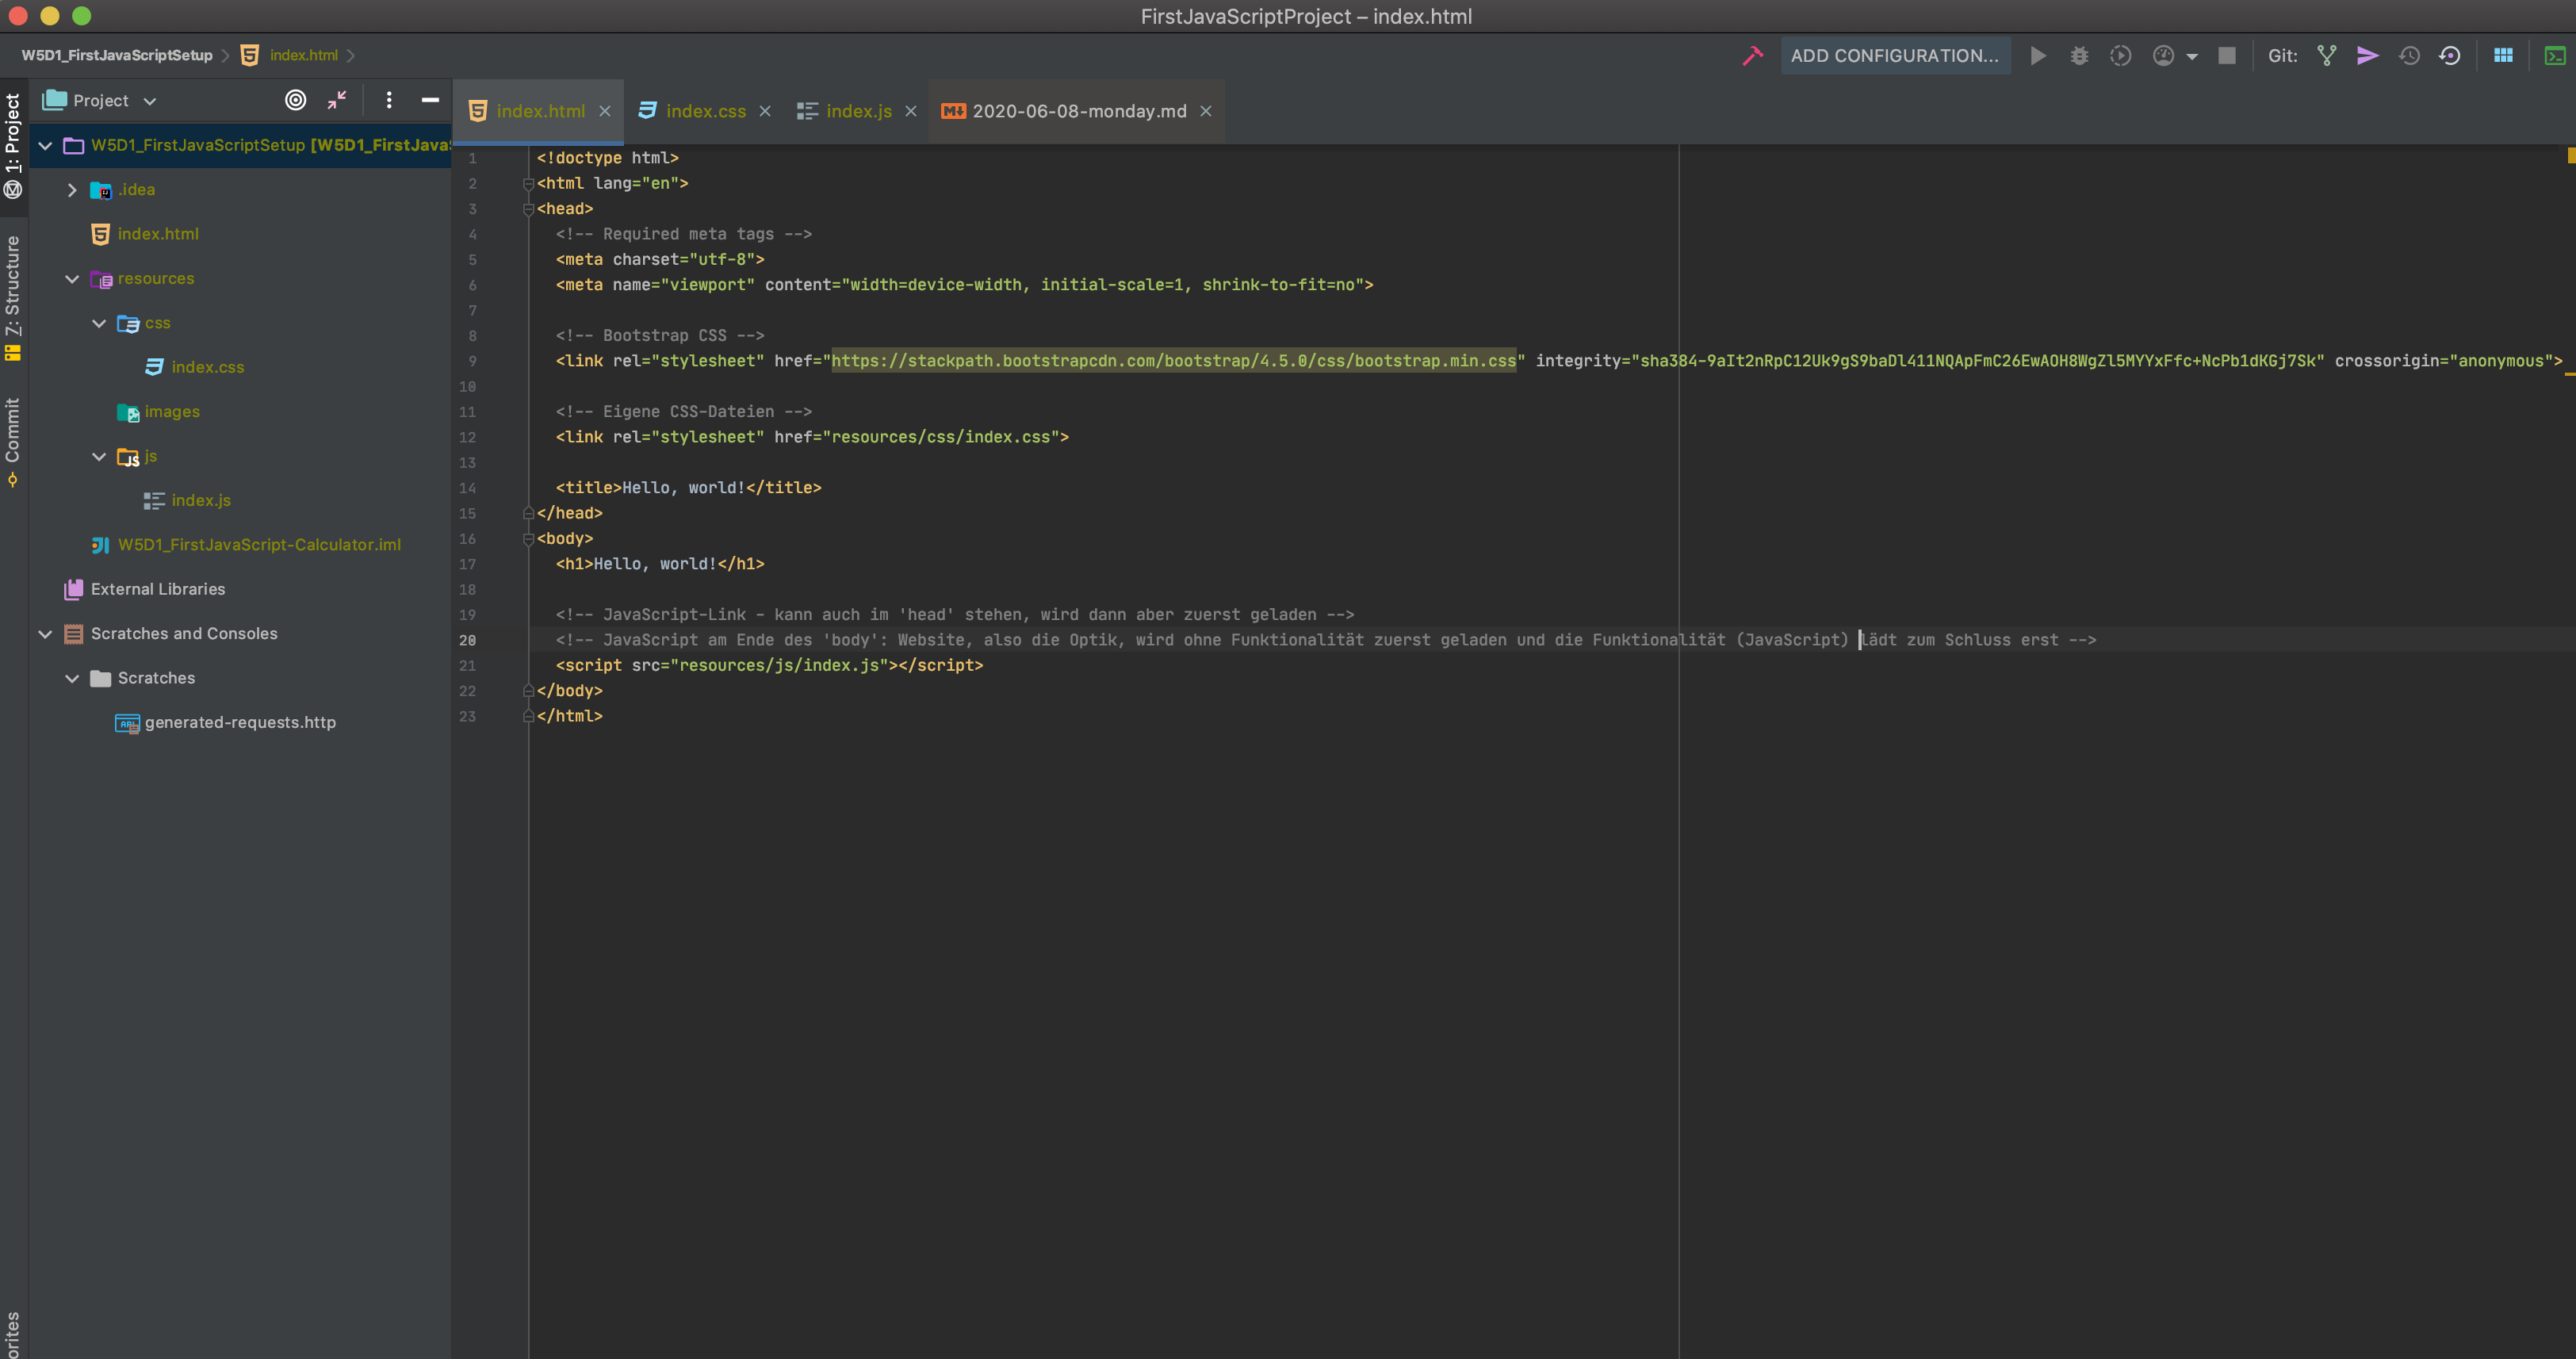 FirstJavaScriptProject – index.html
W5D1_FirstJavaScriptSetup index.html
ADD CONFIGURATION...
Git:
1: Project
Z: Structure
Commit
orites
Project
W5D1_FirstJavaScriptSetup [W5D1_FirstJava
.idea
index.html
resources
css
index.css
images
js
index.js
W5D1_FirstJavaScript-Calculator.iml
External Libraries
Scratches and Consoles
Scratches
generated-requests.http
index.html
index.css
index.js
2020-06-08-monday.md
1 <!doctype html>
2 <html lang="en">
3 <head>
4 <!-- Required meta tags -->
5 <meta charset="utf-8">
6 <meta name="viewport" content="width=device-width, initial-scale=1, shrink-to-fit=no">
7
8 <!-- Bootstrap CSS -->
9 <link rel="stylesheet" href="https://stackpath.bootstrapcdn.com/bootstrap/4.5.0/css/bootstrap.min.css" integrity="sha384-9aIt2nRpC12Uk9gS9baDl411NQApFmC26EwAOH8WgZl5MYYxFfc+NcPb1dKGj7Sk" crossorigin="anonymous">
10
11 <!-- Eigene CSS-Dateien -->
12 <link rel="stylesheet" href="resources/css/index.css">
13
14 <title>Hello, world!</title>
15 </head>
16 <body>
17 <h1>Hello, world!</h1>
18
19 <!-- JavaScript-Link - kann auch im 'head' stehen, wird dann aber zuerst geladen -->
20 <!-- JavaScript am Ende des 'body': Website, also die Optik, wird ohne Funktionalität zuerst geladen und die Funktionalität (JavaScript) lädt zum Schluss erst -->
21 <script src="resources/js/index.js"></script>
22 </body>
23 </html>